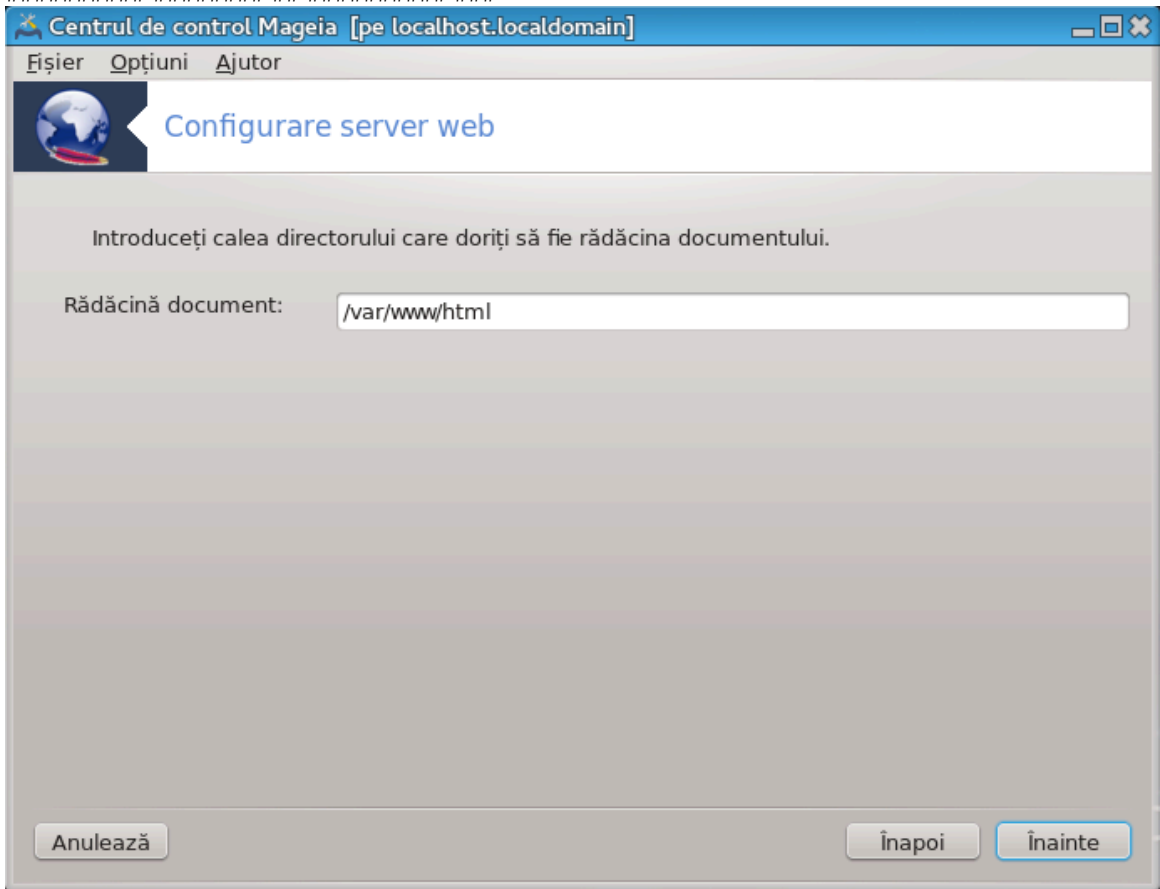 Centrul de control Mageia [pe localhost.localdomain]
Fișier Opțiuni Ajutor
Configurare server web
Introduceți calea directorului care doriți să fie rădăcina documentului.
Rădăcină document: /var/www/html
Anulează Înapoi Înainte